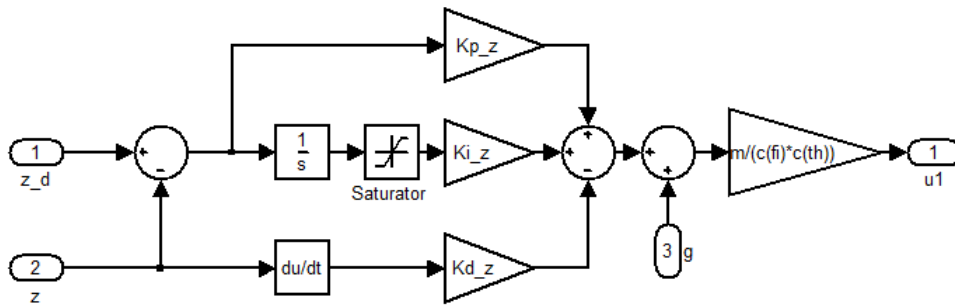 Kp_z
+
1
z_d
+
-
1
s
Saturator
Ki_z
+
+
-
+
+
m/(c(fi)*c(th))
1
u1
2
z
du/dt
Kd_z
3
g